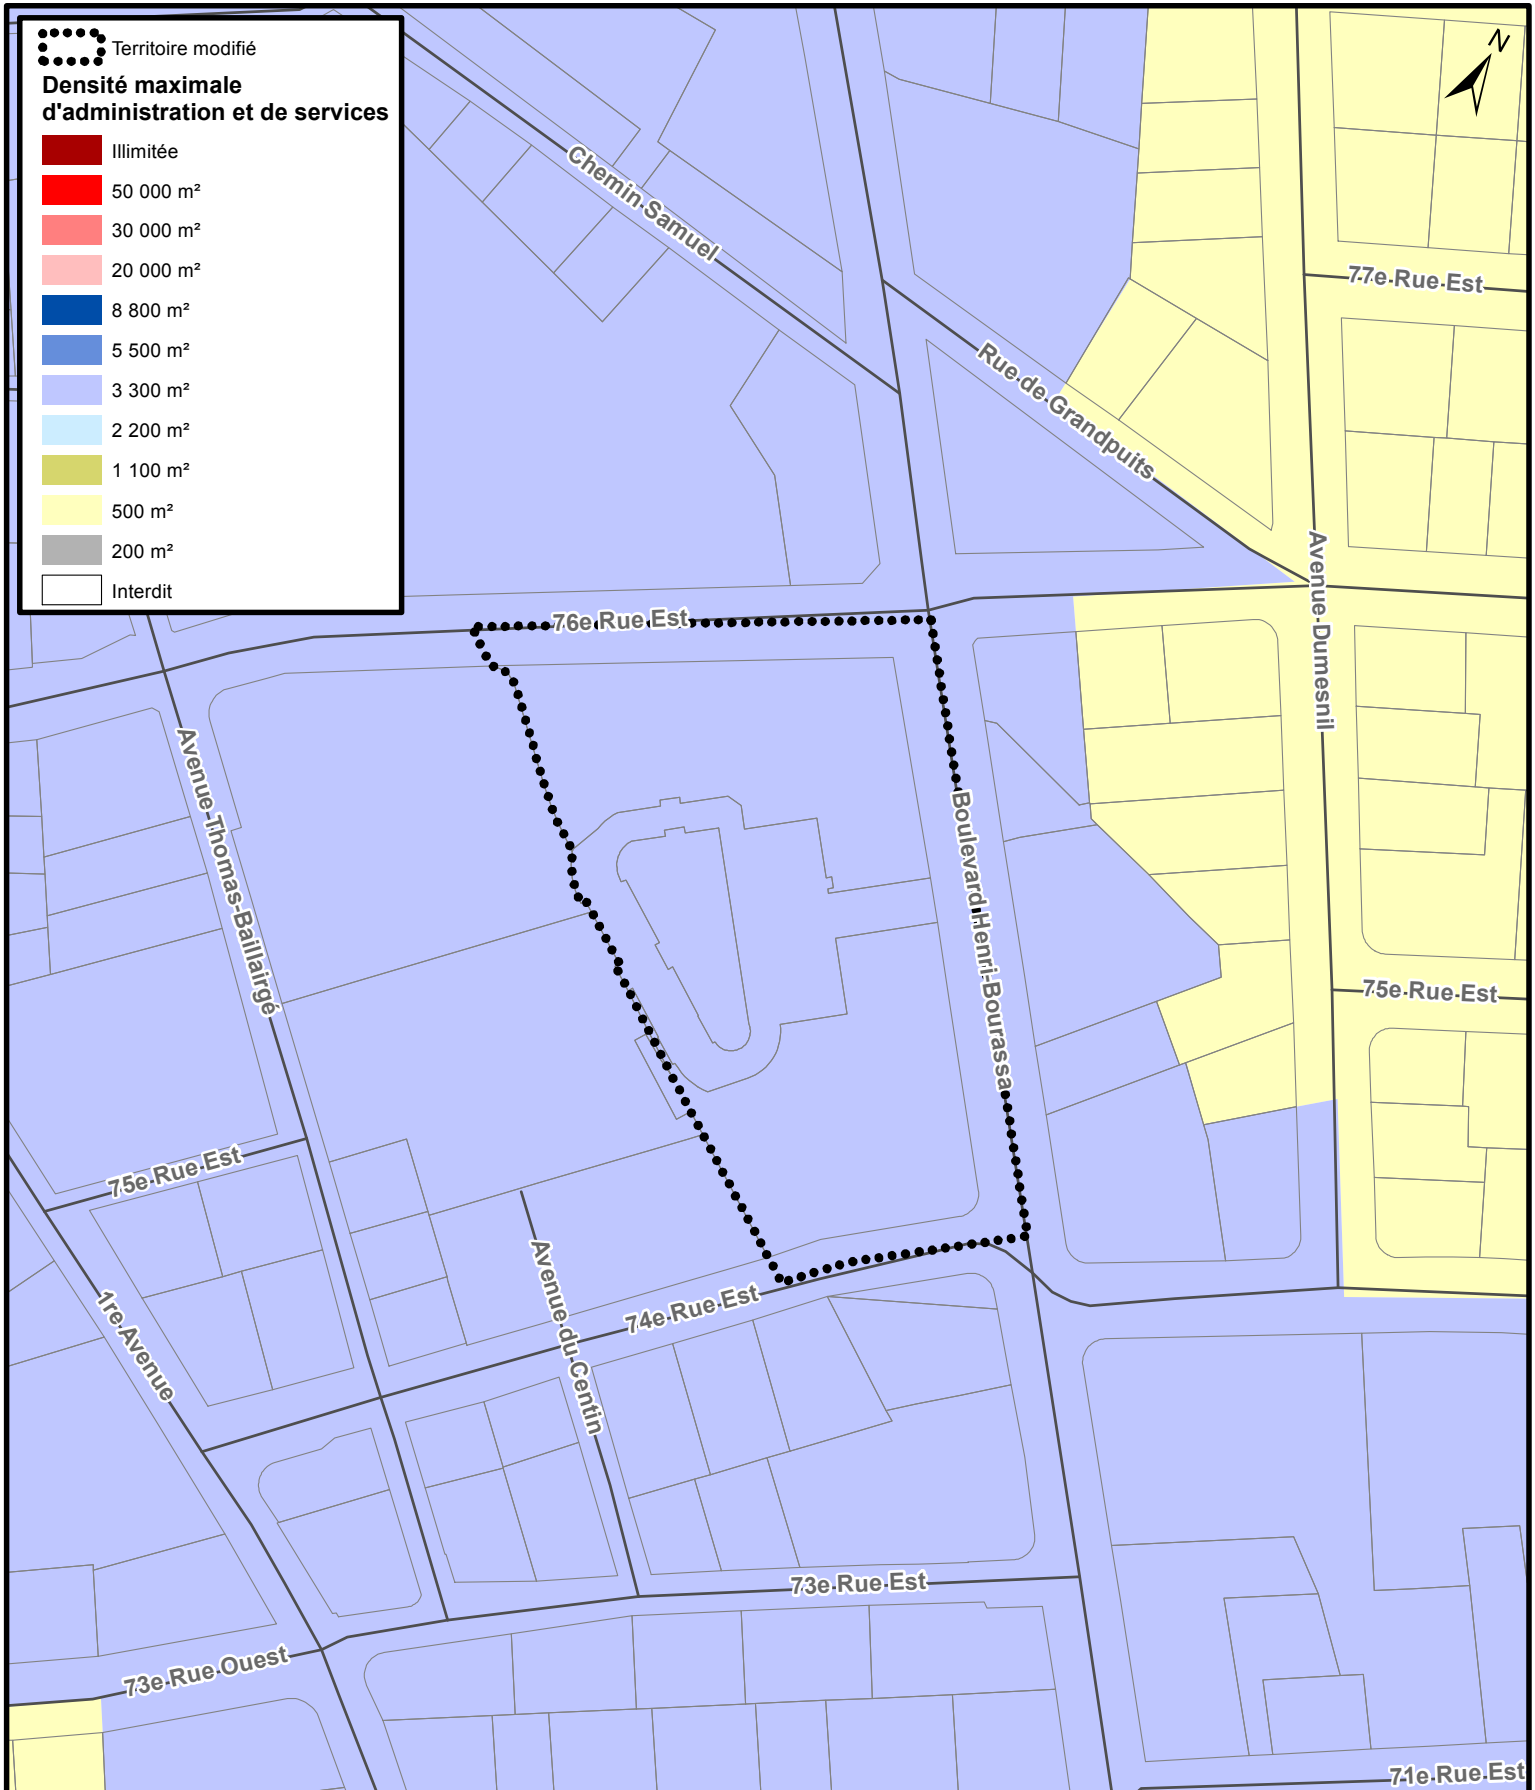 Territoire modifié
Densité maximale
d'administration et de services
Illimitée
50 000 m²
30 000 m²
20 000 m²
8 800 m²
5 500 m²
3 300 m²
2 200 m²
1 100 m²
500 m²
200 m²
Interdit
N
Chemin Samuel
77e Rue Est
Rue de Grandpuits
Avenue Dumesnil
76e Rue Est
Avenue Thomas-Baillairgé
Boulevard Henri-Bourassa
75e Rue Est
75e Rue Est
Avenue du Centin
1re Avenue
74e Rue Est
73e Rue Est
73e Rue Ouest
71e Rue Est